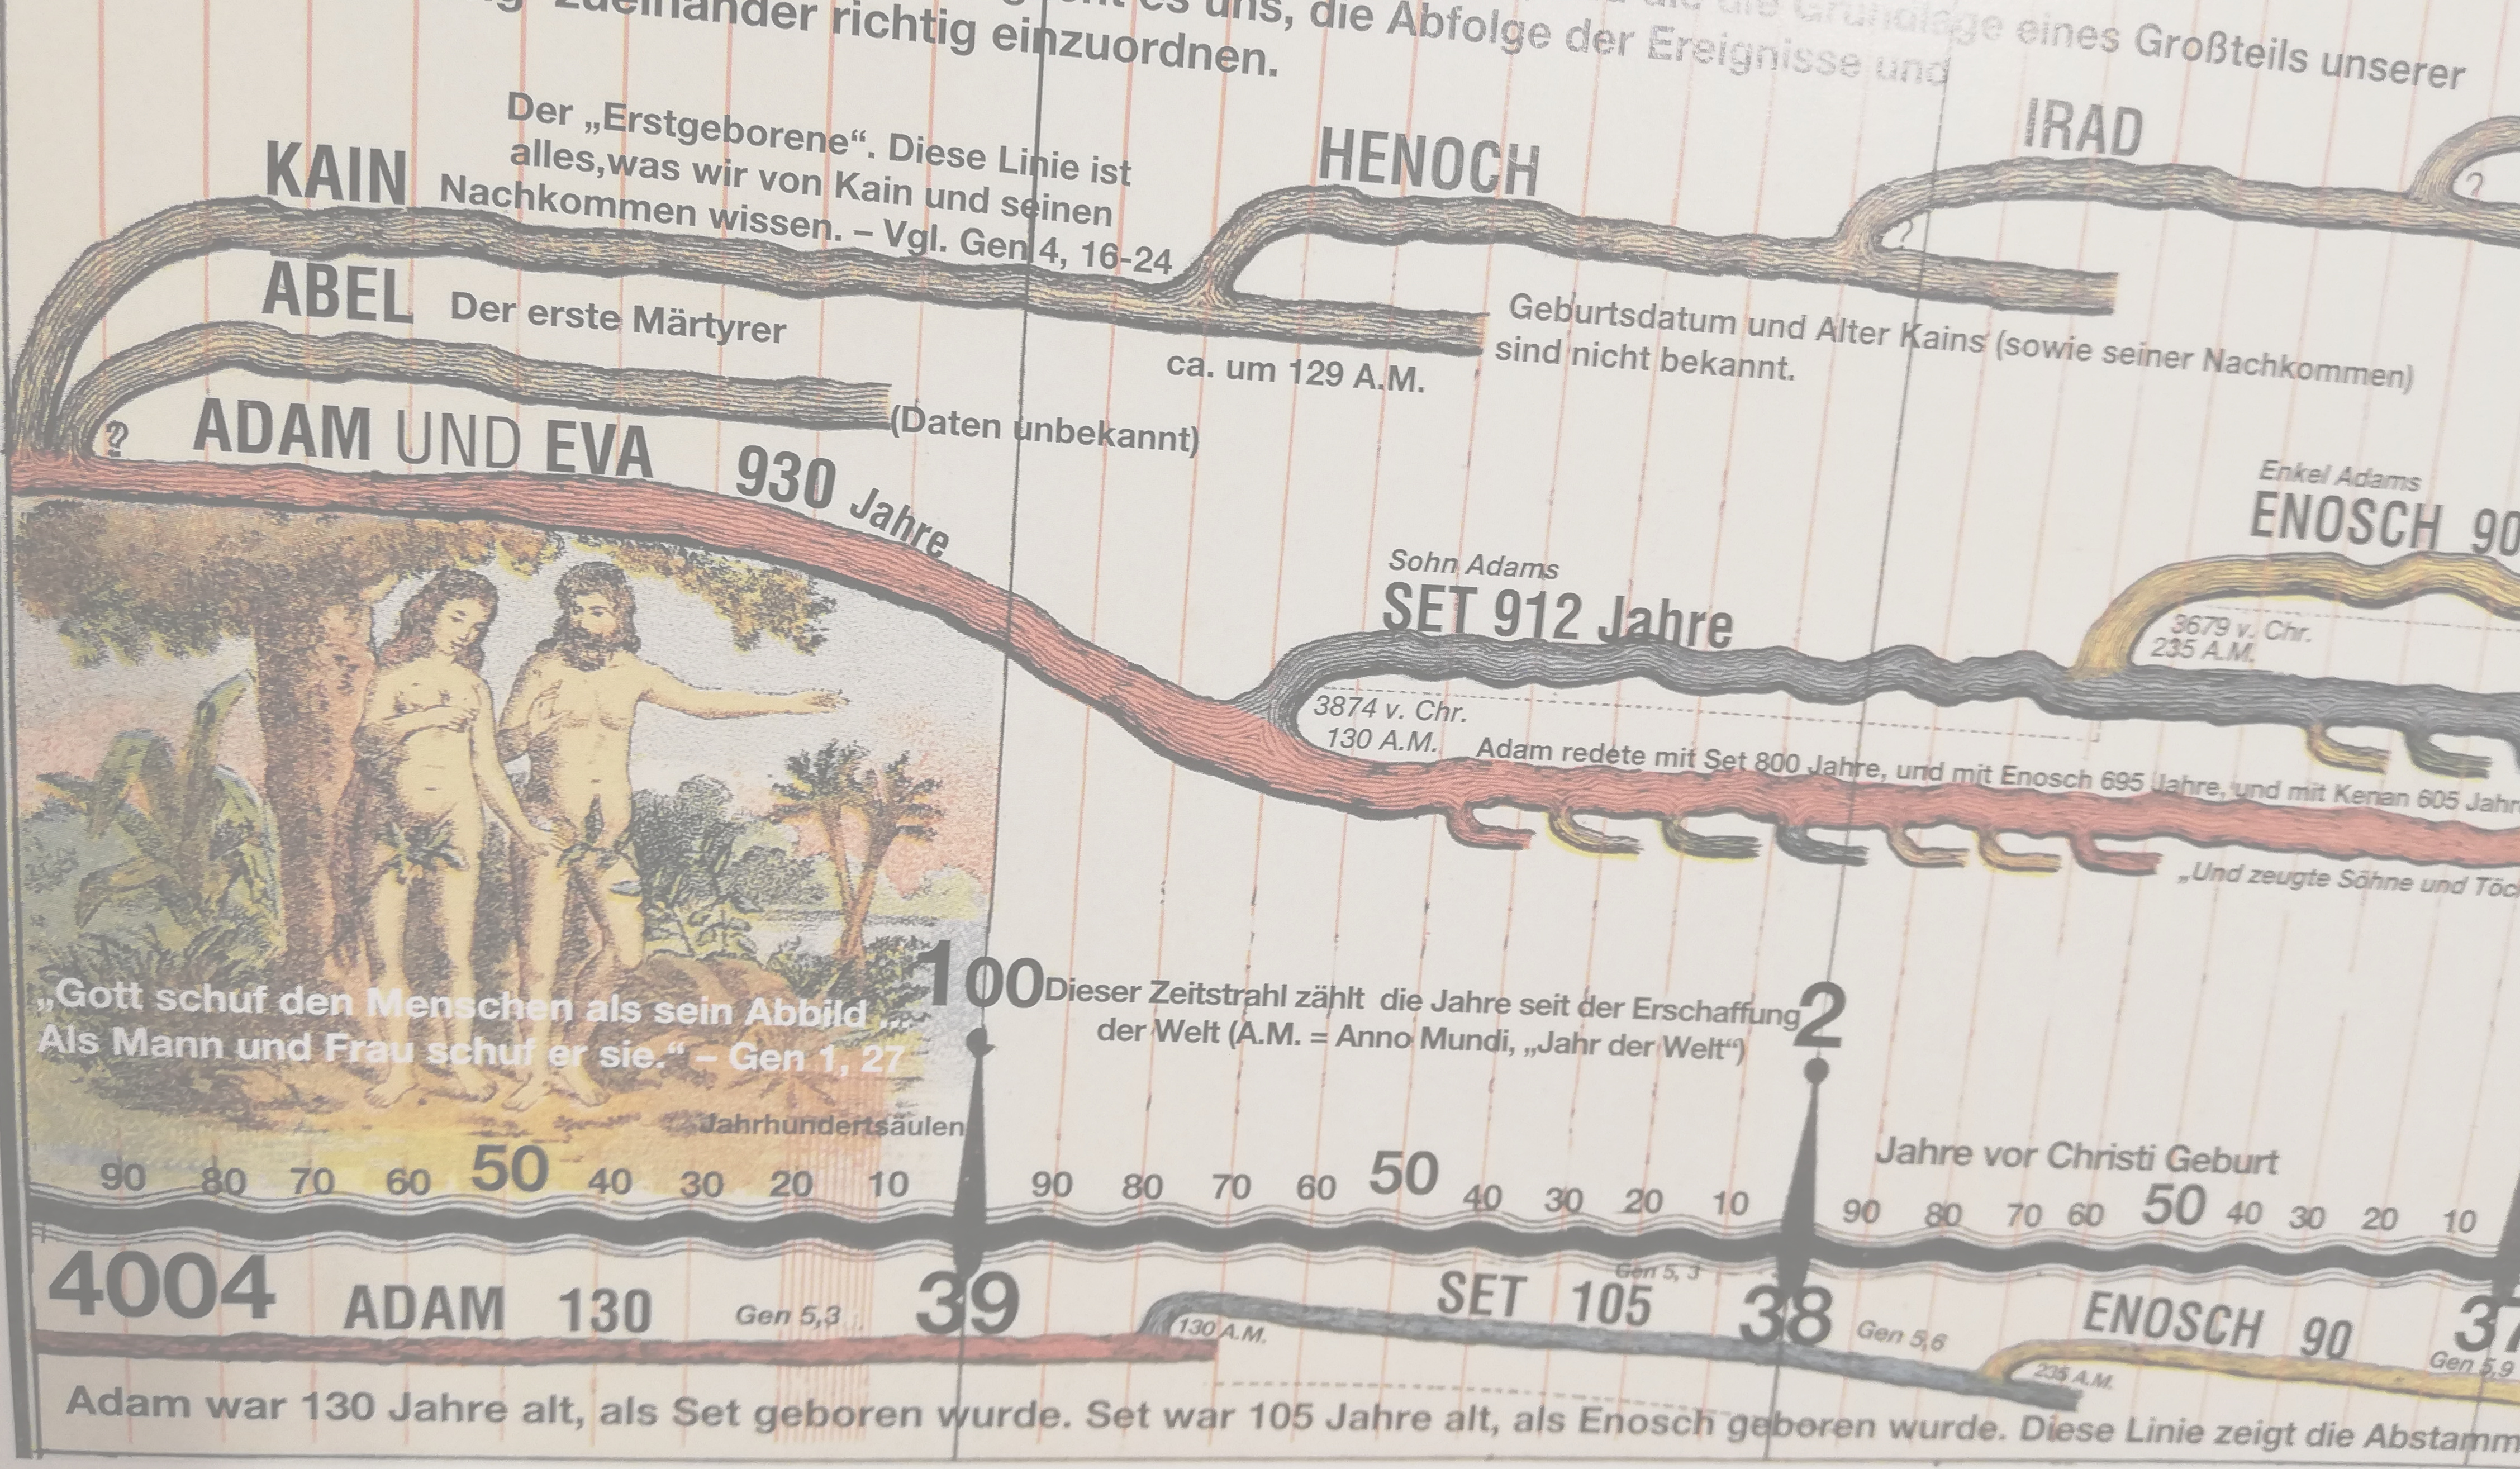 zueinander richtig einzuordnen.
es uns, die Abfolge der Ereignisse und
die Grundlage eines Großteils unserer
KAIN
Der „Erstgeborene“. Diese Linie ist
alles,was wir von Kain und seinen
Nachkommen wissen. – Vgl. Gen 4, 16-24
HENOCH
IRAD
?
?
ABEL Der erste Märtyrer
(Daten unbekannt)
ca. um 129 A.M.
Geburtsdatum und Alter Kains (sowie seiner Nachkommen)
sind nicht bekannt.
?
ADAM UND EVA 930 Jahre
Sohn Adams
SET 912 Jahre
Enkel Adams
ENOSCH 90
3874 v. Chr.
130 A.M.
3679 v. Chr.
235 A.M.
Adam redete mit Set 800 Jahre, und mit Enosch 695 Jahre, und mit Kenan 605 Jahr
„Und zeugte Söhne und Töc
„Gott schuf den Menschen als sein Abbild
Als Mann und Frau schuf er sie.“ – Gen 1, 27
100
Dieser Zeitstrahl zählt die Jahre seit der Erschaffung
der Welt (A.M. = Anno Mundi, „Jahr der Welt“)
2
Jahrhundertsäulen
Jahre vor Christi Geburt
90 80 70 60 50 40 30 20 10 90 80 70 60 50 40 30 20 10 90 80 70 60 50 40 30 20 10
4004 ADAM 130 Gen 5,3 39 SET 105 Gen 5, 3 38 Gen 5,6 ENOSCH 90 37 Gen 5,9
130 A.M.
235 A.M.
Adam war 130 Jahre alt, als Set geboren wurde. Set war 105 Jahre alt, als Enosch geboren wurde. Diese Linie zeigt die Abstamm